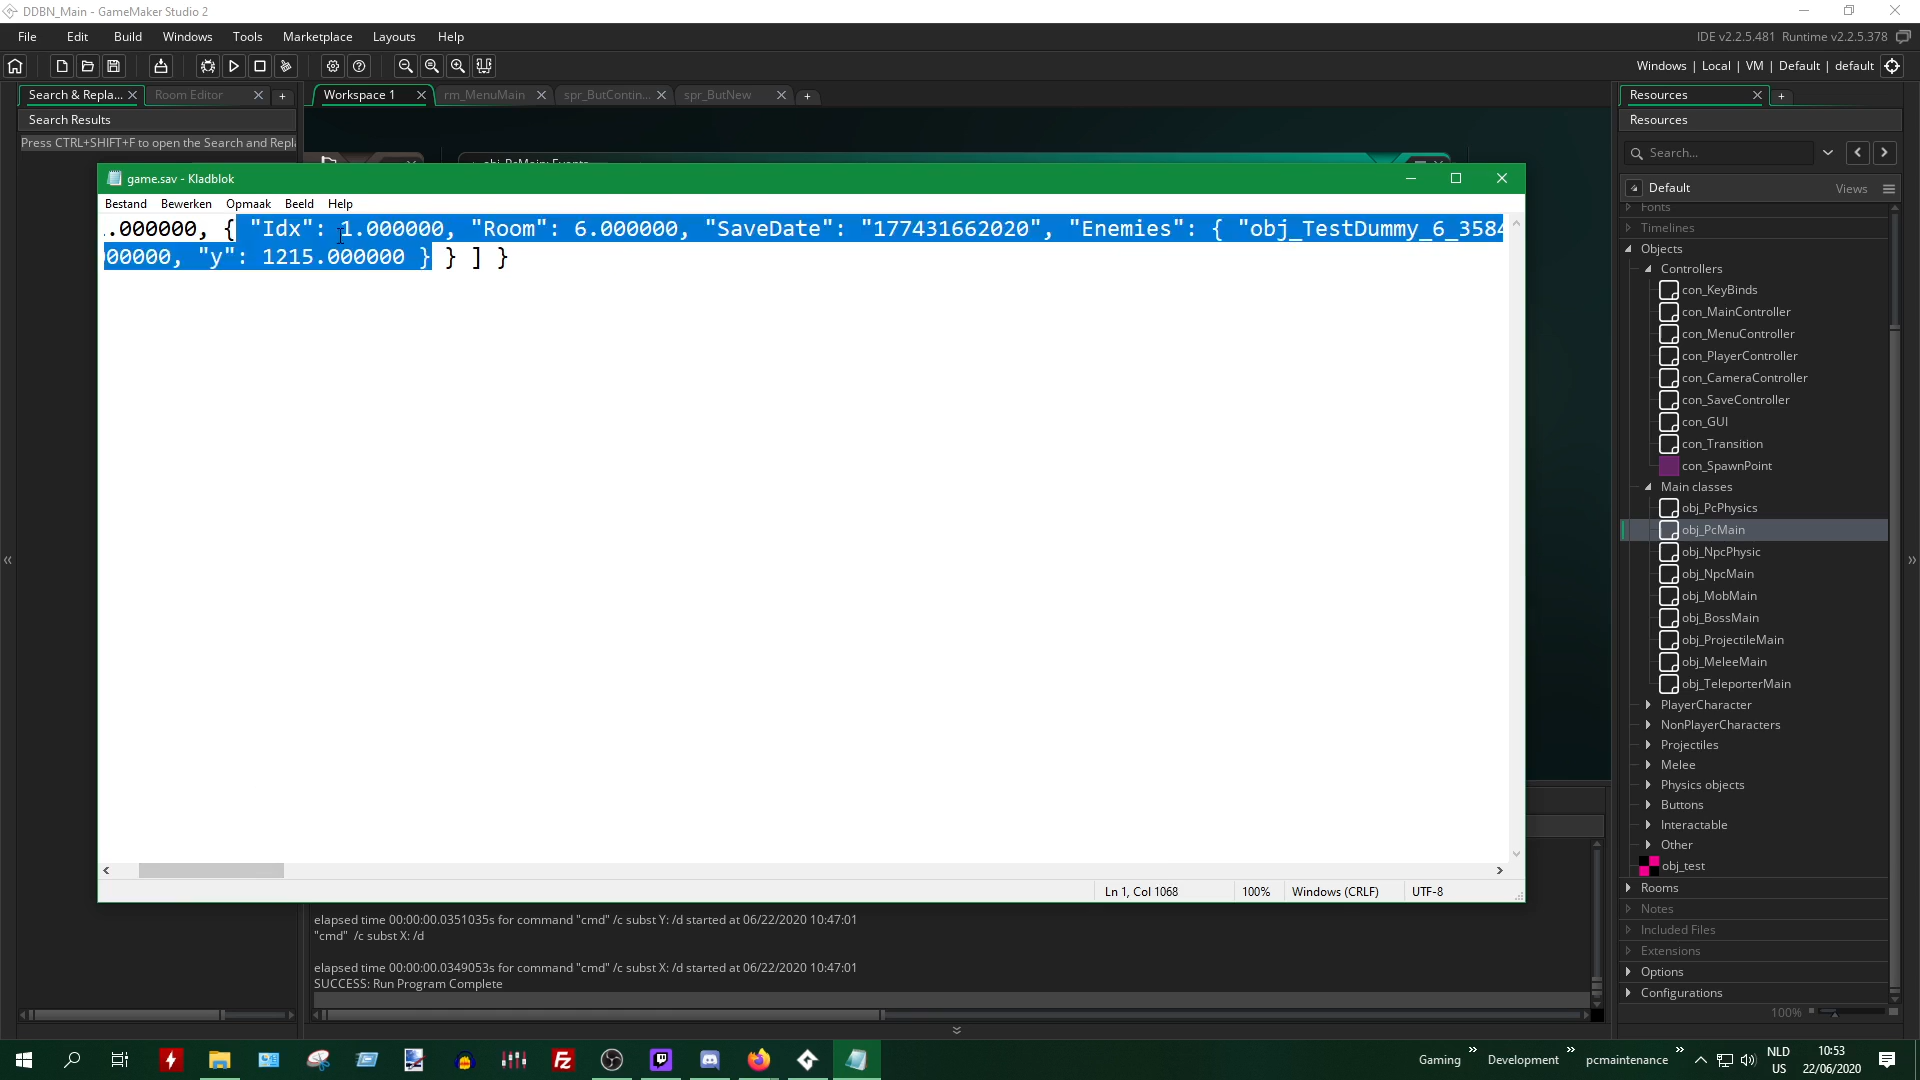 DDBN_Main - GameMaker Studio 2
File Edit Build Windows Tools Marketplace Layouts Help
IDE v2.2.5.481 Runtime v2.2.5.378
Windows | Local | VM | Default | default
Search & Repla...
Room Editor
Workspace 1
rm_MenuMain
spr_ButContin...
spr_ButNew
Resources
Search Results
Resources
Press CTRL+SHIFT+F to open the Search and Repl
Search...
obj_PcMain: Events
game.sav - Kladblok
Bestand Bewerken Opmaak Beeld Help
.000000, { "Idx": 1.000000, "Room": 6.000000, "SaveDate": "177431662020", "Enemies": { "obj_TestDummy_6_3584
00000, "y": 1215.000000 } } ] }
Ln 1, Col 1068
100%
Windows (CRLF)
UTF-8
elapsed time 00:00:00.0351035s for command "cmd" /c subst Y: /d started at 06/22/2020 10:47:01
"cmd" /c subst X: /d
elapsed time 00:00:00.0349053s for command "cmd" /c subst X: /d started at 06/22/2020 10:47:01
SUCCESS: Run Program Complete
Default
Views
Fonts
Timelines
Objects
Controllers
con_KeyBinds
con_MainController
con_MenuController
con_PlayerController
con_CameraController
con_SaveController
con_GUI
con_Transition
con_SpawnPoint
Main classes
obj_PcPhysics
obj_PcMain
obj_NpcPhysic
obj_NpcMain
obj_MobMain
obj_BossMain
obj_ProjectileMain
obj_MeleeMain
obj_TeleporterMain
PlayerCharacter
NonPlayerCharacters
Projectiles
Melee
Physics objects
Buttons
Interactable
Other
obj_test
Rooms
Notes
Included Files
Extensions
Options
Configurations
100%
Gaming
Development
pcmaintenance
NLD
US
10:53
22/06/2020